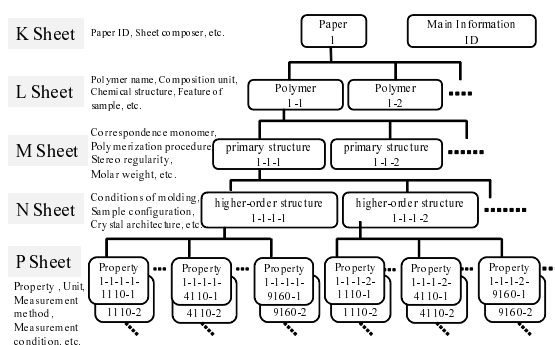 K Sheet
Paper ID, Sheet composer, etc.
Paper
1
Main Information
ID
L Sheet
Polymer name, Composition unit,
Chemical structure, Feature of
sample, etc.
Polymer
1-1
Polymer
1-2
M Sheet
Correspondence monomer,
Polymerization procedure
Stereo regularity,
Molar weight, etc.
primary structure
1-1-1
primary structure
1-1-2
N Sheet
Conditions of molding,
Sample configuration,
Crystal architecture, etc
higher-order structure
1-1-1-1
higher-order structure
1-1-1-2
P Sheet
Property , Unit,
Measurement
method ,
Measurement
condition, etc.
Property
1-1-1-1-
1110-1
1110-2
Property
1-1-1-1-
4110-1
4110-2
Property
1-1-1-1-
9160-1
9160-2
Property
1-1-1-2-
1110-1
1110-2
Property
1-1-1-2-
4110-1
4110-2
Property
1-1-1-2-
9160-1
9160-2